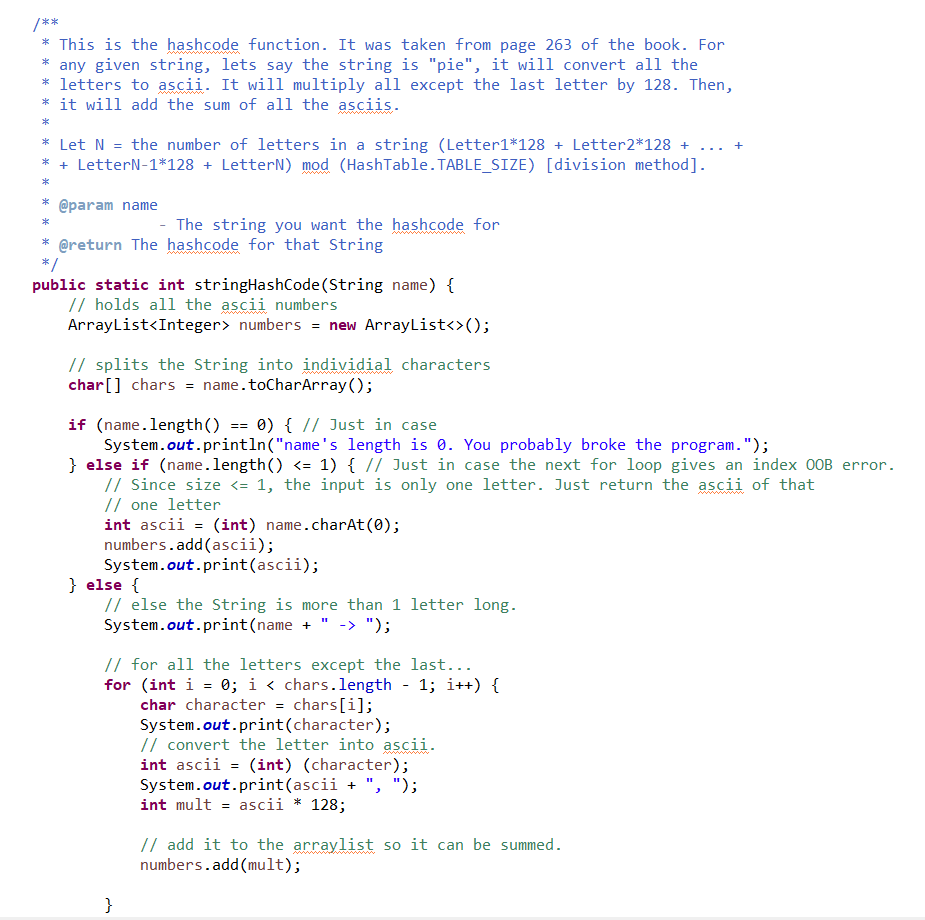 /**
 * This is the hashcode function. It was taken from page 263 of the book. For
 * any given string, lets say the string is "pie", it will convert all the
 * letters to ascii. It will multiply all except the last letter by 128. Then,
 * it will add the sum of all the asciis.
 *
 * Let N = the number of letters in a string (Letter1*128 + Letter2*128 + ... +
 * + LetterN-1*128 + LetterN) mod (HashTable.TABLE_SIZE) [division method].
 *
 * @param name
 *            - The string you want the hashcode for
 * @return The hashcode for that String
 */
public static int stringHashCode(String name) {
    // holds all the ascii numbers
    ArrayList<Integer> numbers = new ArrayList<>();

    // splits the String into individial characters
    char[] chars = name.toCharArray();

    if (name.length() == 0) { // Just in case
        System.out.println("name's length is 0. You probably broke the program.");
    } else if (name.length() <= 1) { // Just in case the next for loop gives an index OOB error.
        // Since size <= 1, the input is only one letter. Just return the ascii of that
        // one letter
        int ascii = (int) name.charAt(0);
        numbers.add(ascii);
        System.out.print(ascii);
    } else {
        // else the String is more than 1 letter long.
        System.out.print(name + " -> ");

        // for all the letters except the last...
        for (int i = 0; i < chars.length - 1; i++) {
            char character = chars[i];
            System.out.print(character);
            // convert the letter into ascii.
            int ascii = (int) (character);
            System.out.print(ascii + ", ");
            int mult = ascii * 128;

            // add it to the arraylist so it can be summed.
            numbers.add(mult);

        }